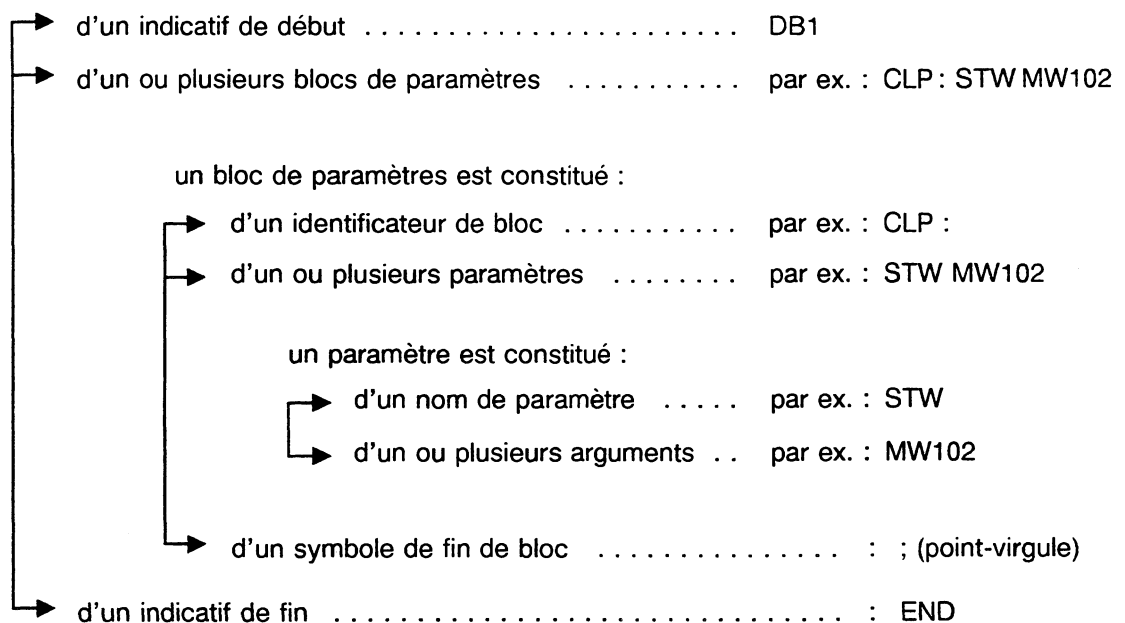 d'un indicatif de début ....................... DB1
d'un ou plusieurs blocs de paramètres ........... par ex. : CLP : STW MW102
un bloc de paramètres est constitué :
d'un identificateur de bloc ........... par ex. : CLP :
d'un ou plusieurs paramètres ........ par ex. : STW MW102
un paramètre est constitué :
d'un nom de paramètre ..... par ex. : STW
d'un ou plusieurs arguments .. par ex. : MW102
d'un symbole de fin de bloc ............... : ; (point-virgule)
d'un indicatif de fin ............................... : END